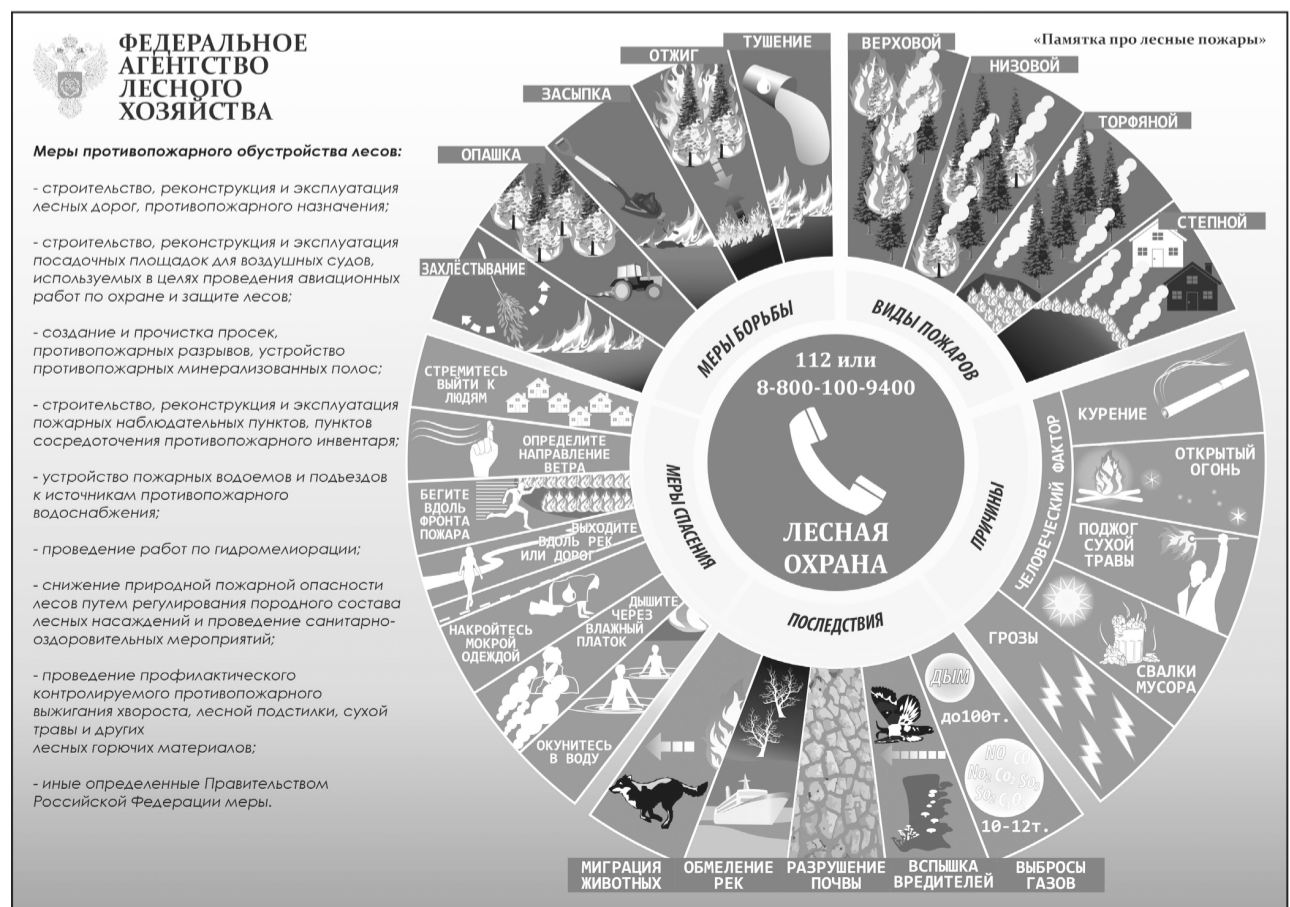 ФЕДЕРАЛЬНОЕ
АГЕНТСТВО
ЛЕСНОГО
ХОЗЯЙСТВА
«Памятка про лесные пожары»
Меры противопожарного обустройства лесов:
- строительство, реконструкция и эксплуатация
лесных дорог, противопожарного назначения;
- строительство, реконструкция и эксплуатация
посадочных площадок для воздушных судов,
используемых в целях проведения авиационных
работ по охране и защите лесов;
- создание и прочистка просек,
противопожарных разрывов, устройство
противопожарных минерализованных полос;
- строительство, реконструкция и эксплуатация
пожарных наблюдательных пунктов, пунктов
сосредоточения противопожарного инвентаря;
- устройство пожарных водоемов и подъездов
к источникам противопожарного
водоснабжения;
- проведение работ по гидромелиорации;
- снижение природной пожарной опасности
лесов путем регулирования породного состава
лесных насаждений и проведение санитарно-
оздоровительных мероприятий;
- проведение профилактического
контролируемого противопожарного
выжигания хвороста, лесной подстилки, сухой
травы и других
лесных горючих материалов;
- иные определенные Правительством
Российской Федерации меры.
МЕРЫ БОРЬБЫ
ЗАХЛЁСТЫВАНИЕ
ОПАШКА
ЗАСЫПКА
ОТЖИГ
ТУШЕНИЕ
ВИДЫ ПОЖАРОВ
ВЕРХОВОЙ
НИЗОВОЙ
ТОРФЯНОЙ
СТЕПНОЙ
112 или
8-800-100-9400
ЛЕСНАЯ
ОХРАНА
ПРИЧИНЫ
ЧЕЛОВЕЧЕСКИЙ ФАКТОР
КУРЕНИЕ
ОТКРЫТЫЙ
ОГОНЬ
ПОДЖОГ
СУХОЙ
ТРАВЫ
СВАЛКИ
МУСОРА
ГРОЗЫ
МЕРЫ СПАСЕНИЯ
СТРЕМИТЕСЬ
ВЫЙТИ К
ЛЮДЯМ
ОПРЕДЕЛИТЕ
НАПРАВЛЕНИЕ
ВЕТРА
БЕГИТЕ
ВДОЛЬ
ФРОНТА
ПОЖАРА
ВЫХОДИТЕ
ВДОЛЬ РЕК
ИЛИ ДОРОГ
НАКРОЙТЕСЬ
МОКРОЙ
ОДЕЖДОЙ
ДЫШИТЕ
ЧЕРЕЗ
ВЛАЖНЫЙ
ПЛАТОК
ОКУНИТЕСЬ
В ВОДУ
ПОСЛЕДСТВИЯ
ДЫМ
до100т.
NO CO
No₂ Co₂ So₃
So₂
10-12т.
МИГРАЦИЯ
ЖИВОТНЫХ
ОБМЕЛЕНИЕ
РЕК
РАЗРУШЕНИЕ
ПОЧВЫ
ВСПЫШКА
ВРЕДИТЕЛЕЙ
ВЫБРОСЫ
ГАЗОВ